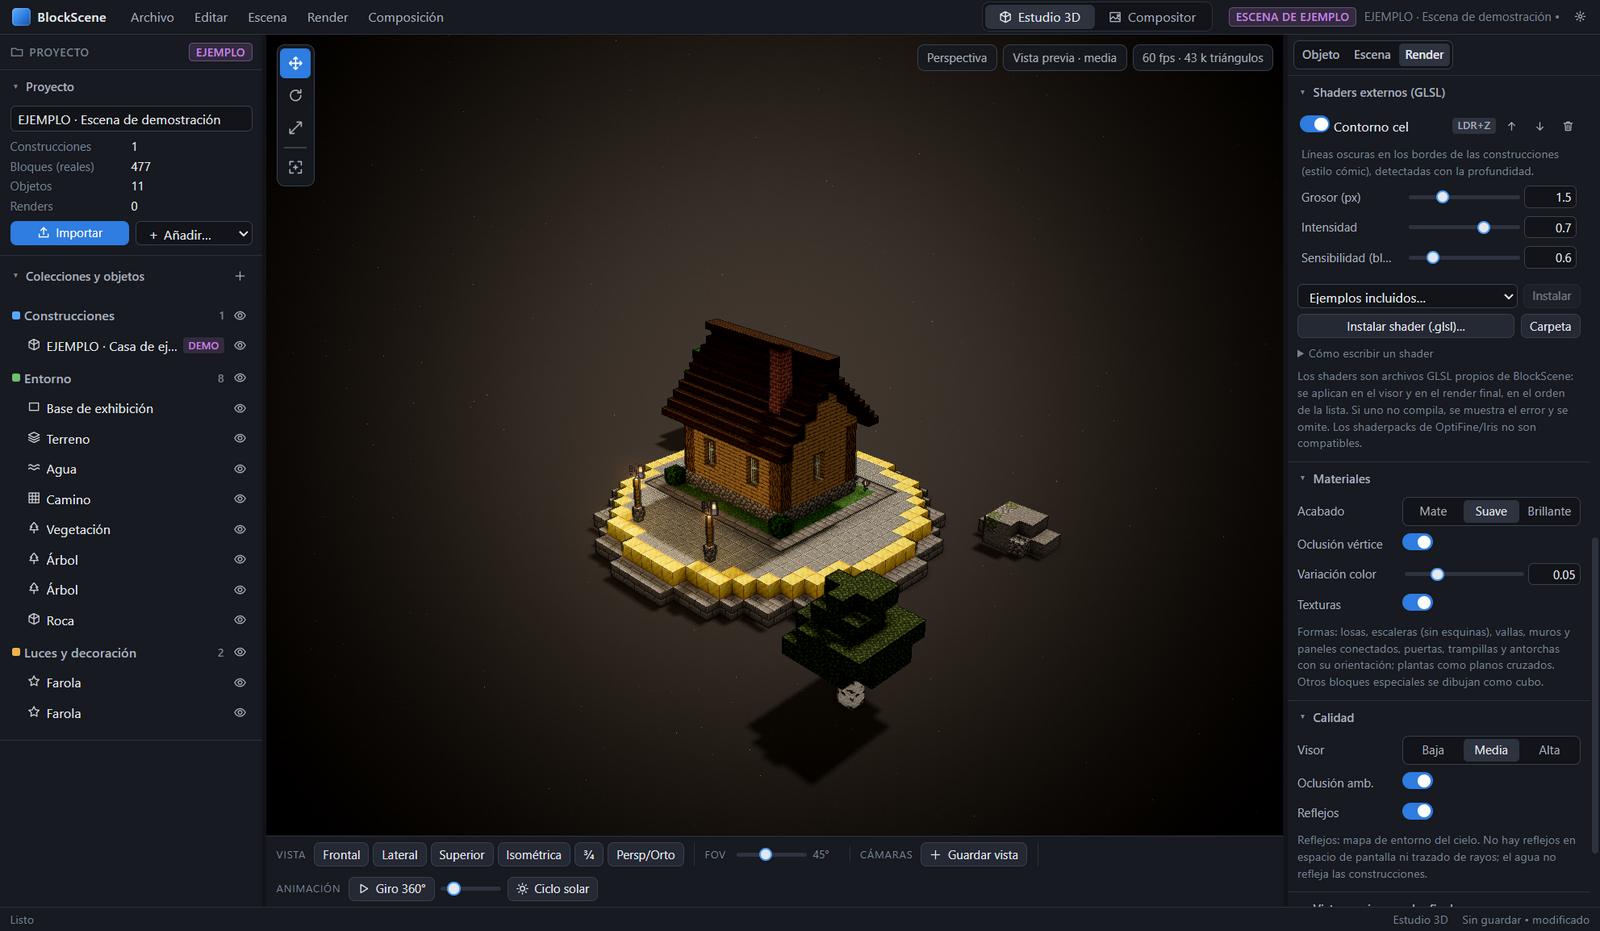 BlockScene Archivo Editar Escena Render Composición Estudio 3D Compositor ESCENA DE EJEMPLO EJEMPLO · Escena de demostración •
PROYECTO EJEMPLO
Proyecto
EJEMPLO · Escena de demostración
Construcciones 1
Bloques (reales) 477
Objetos 11
Renders 0
Importar + Añadir...
Colecciones y objetos +
Construcciones 1
EJEMPLO · Casa de ej... DEMO
Entorno 8
Base de exhibición
Terreno
Agua
Camino
Vegetación
Árbol
Árbol
Roca
Luces y decoración 2
Farola
Farola
Perspectiva Vista previa · media 60 fps · 43 k triángulos
VISTA Frontal Lateral Superior Isométrica ¾ Persp/Orto FOV 45° CÁMARAS + Guardar vista
ANIMACIÓN Giro 360° Ciclo solar
Objeto Escena Render
Shaders externos (GLSL)
Contorno cel LDR+Z ↑ ↓
Líneas oscuras en los bordes de las construcciones
(estilo cómic), detectadas con la profundidad.
Grosor (px) 1.5
Intensidad 0.7
Sensibilidad (bl... 0.6
Ejemplos incluidos... Instalar
Instalar shader (.glsl)... Carpeta
Cómo escribir un shader
Los shaders son archivos GLSL propios de BlockScene:
se aplican en el visor y en el render final, en el orden
de la lista. Si uno no compila, se muestra el error y se
omite. Los shaderpacks de OptiFine/Iris no son
compatibles.
Materiales
Acabado Mate Suave Brillante
Oclusión vértice
Variación color 0.05
Texturas
Formas: losas, escaleras (sin esquinas), vallas, muros y
paneles conectados, puertas, trampillas y antorchas
con su orientación; plantas como planos cruzados.
Otros bloques especiales se dibujan como cubo.
Calidad
Visor Baja Media Alta
Oclusión amb.
Reflejos
Reflejos: mapa de entorno del cielo. No hay reflejos en
espacio de pantalla ni trazado de rayos; el agua no
refleja las construcciones.
Listo Estudio 3D Sin guardar • modificado